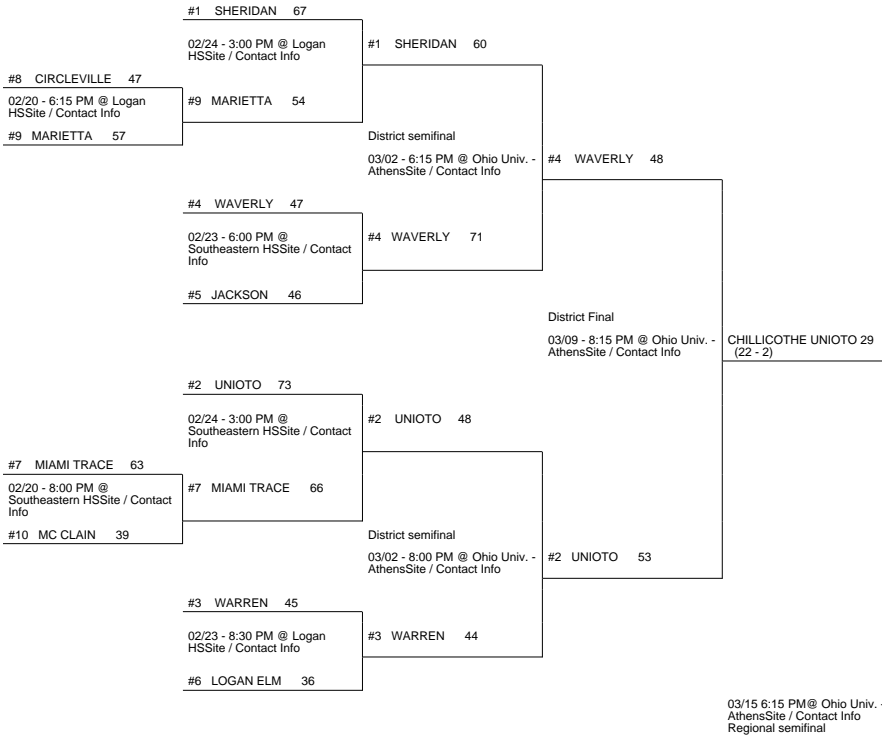 #1 SHERIDAN 67
02/24 - 3:00 PM @ Logan
HSSite / Contact Info
#1 SHERIDAN 60
#8 CIRCLEVILLE 47
02/20 - 6:15 PM @ Logan
HSSite / Contact Info
#9 MARIETTA 57
#9 MARIETTA 54
District semifinal
03/02 - 6:15 PM @ Ohio Univ. -
AthensSite / Contact Info
#4 WAVERLY 48
#4 WAVERLY 47
02/23 - 6:00 PM @
Southeastern HSSite / Contact
Info
#4 WAVERLY 71
#5 JACKSON 46
District Final
03/09 - 8:15 PM @ Ohio Univ. -
AthensSite / Contact Info
CHILLICOTHE UNIOTO 29
(22 - 2)
#2 UNIOTO 73
02/24 - 3:00 PM @
Southeastern HSSite / Contact
Info
#2 UNIOTO 48
#7 MIAMI TRACE 63
02/20 - 8:00 PM @
Southeastern HSSite / Contact
Info
#10 MC CLAIN 39
#7 MIAMI TRACE 66
District semifinal
03/02 - 8:00 PM @ Ohio Univ. -
AthensSite / Contact Info
#2 UNIOTO 53
#3 WARREN 45
02/23 - 8:30 PM @ Logan
HSSite / Contact Info
#3 WARREN 44
#6 LOGAN ELM 36
03/15 6:15 PM@ Ohio Univ. -
AthensSite / Contact Info
Regional semifinal